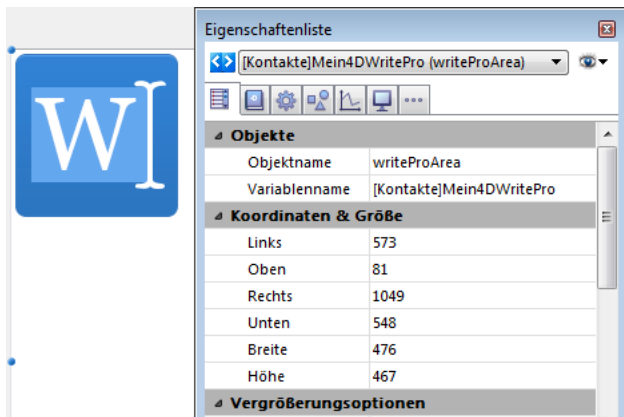 Eigenschaftenliste
[Kontakte]Mein4DWritePro (writeProArea)
W
Objekte
Objektname writeProArea
Variablenname [Kontakte]Mein4DWritePro
Koordinaten & Größe
Links 573
Oben 81
Rechts 1049
Unten 548
Breite 476
Höhe 467
Vergrößerungsoptionen